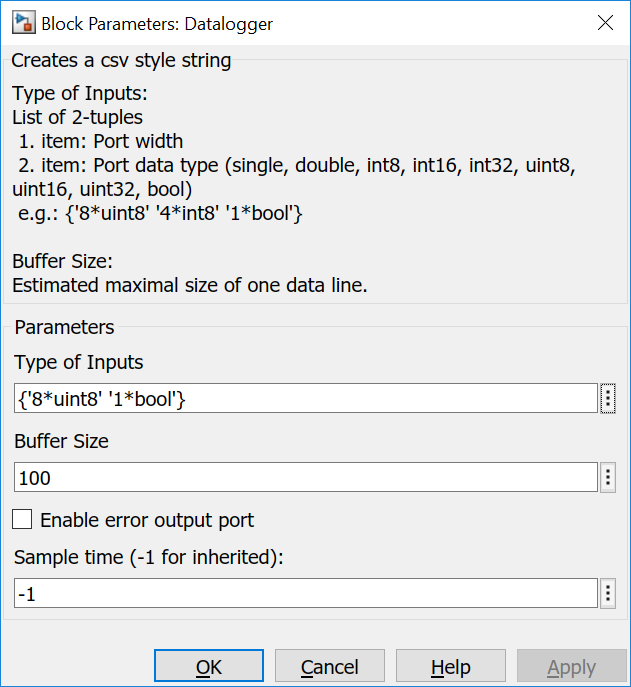 Block Parameters: Datalogger
Creates a csv style string
Type of Inputs:
List of 2-tuples
1. item: Port width
2. item: Port data type (single, double, int8, int16, int32, uint8,
uint16, uint32, bool)
e.g.: {'8*uint8' '4*int8' '1*bool'}
Buffer Size:
Estimated maximal size of one data line.
Parameters
Type of Inputs
{'8*uint8' '1*bool'}
Buffer Size
100
Enable error output port
Sample time (-1 for inherited):
-1
OK
Cancel
Help
Apply